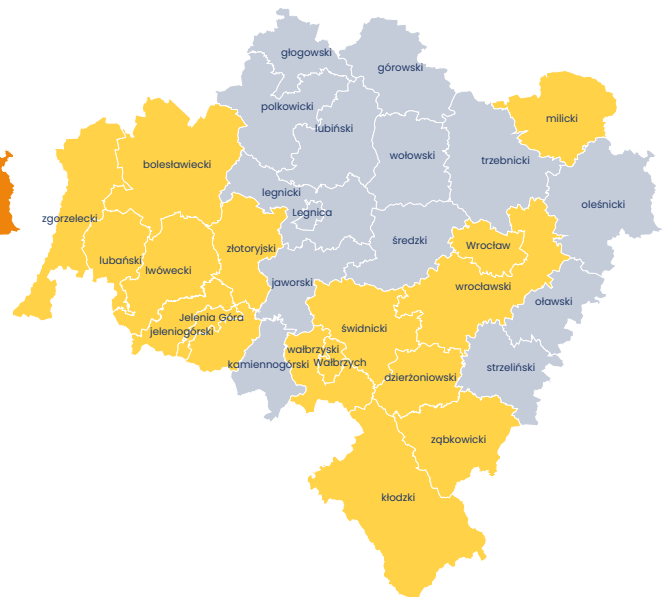 głogowski
górowski
polkowicki
lubiński
milicki
bolesławiecki
wołowski
trzebnicki
legnicki
Legnica
oleśnicki
zgorzelecki
złotoryjski
średzki
Wrocław
lubański
lwówecki
jaworski
wrocławski
oławski
Jelenia Góra
jeleniogórski
świdnicki
kamiennogórski
wałbrzyski
Wałbrzych
dzierżoniowski
strzeliński
ząbkowicki
kłodzki